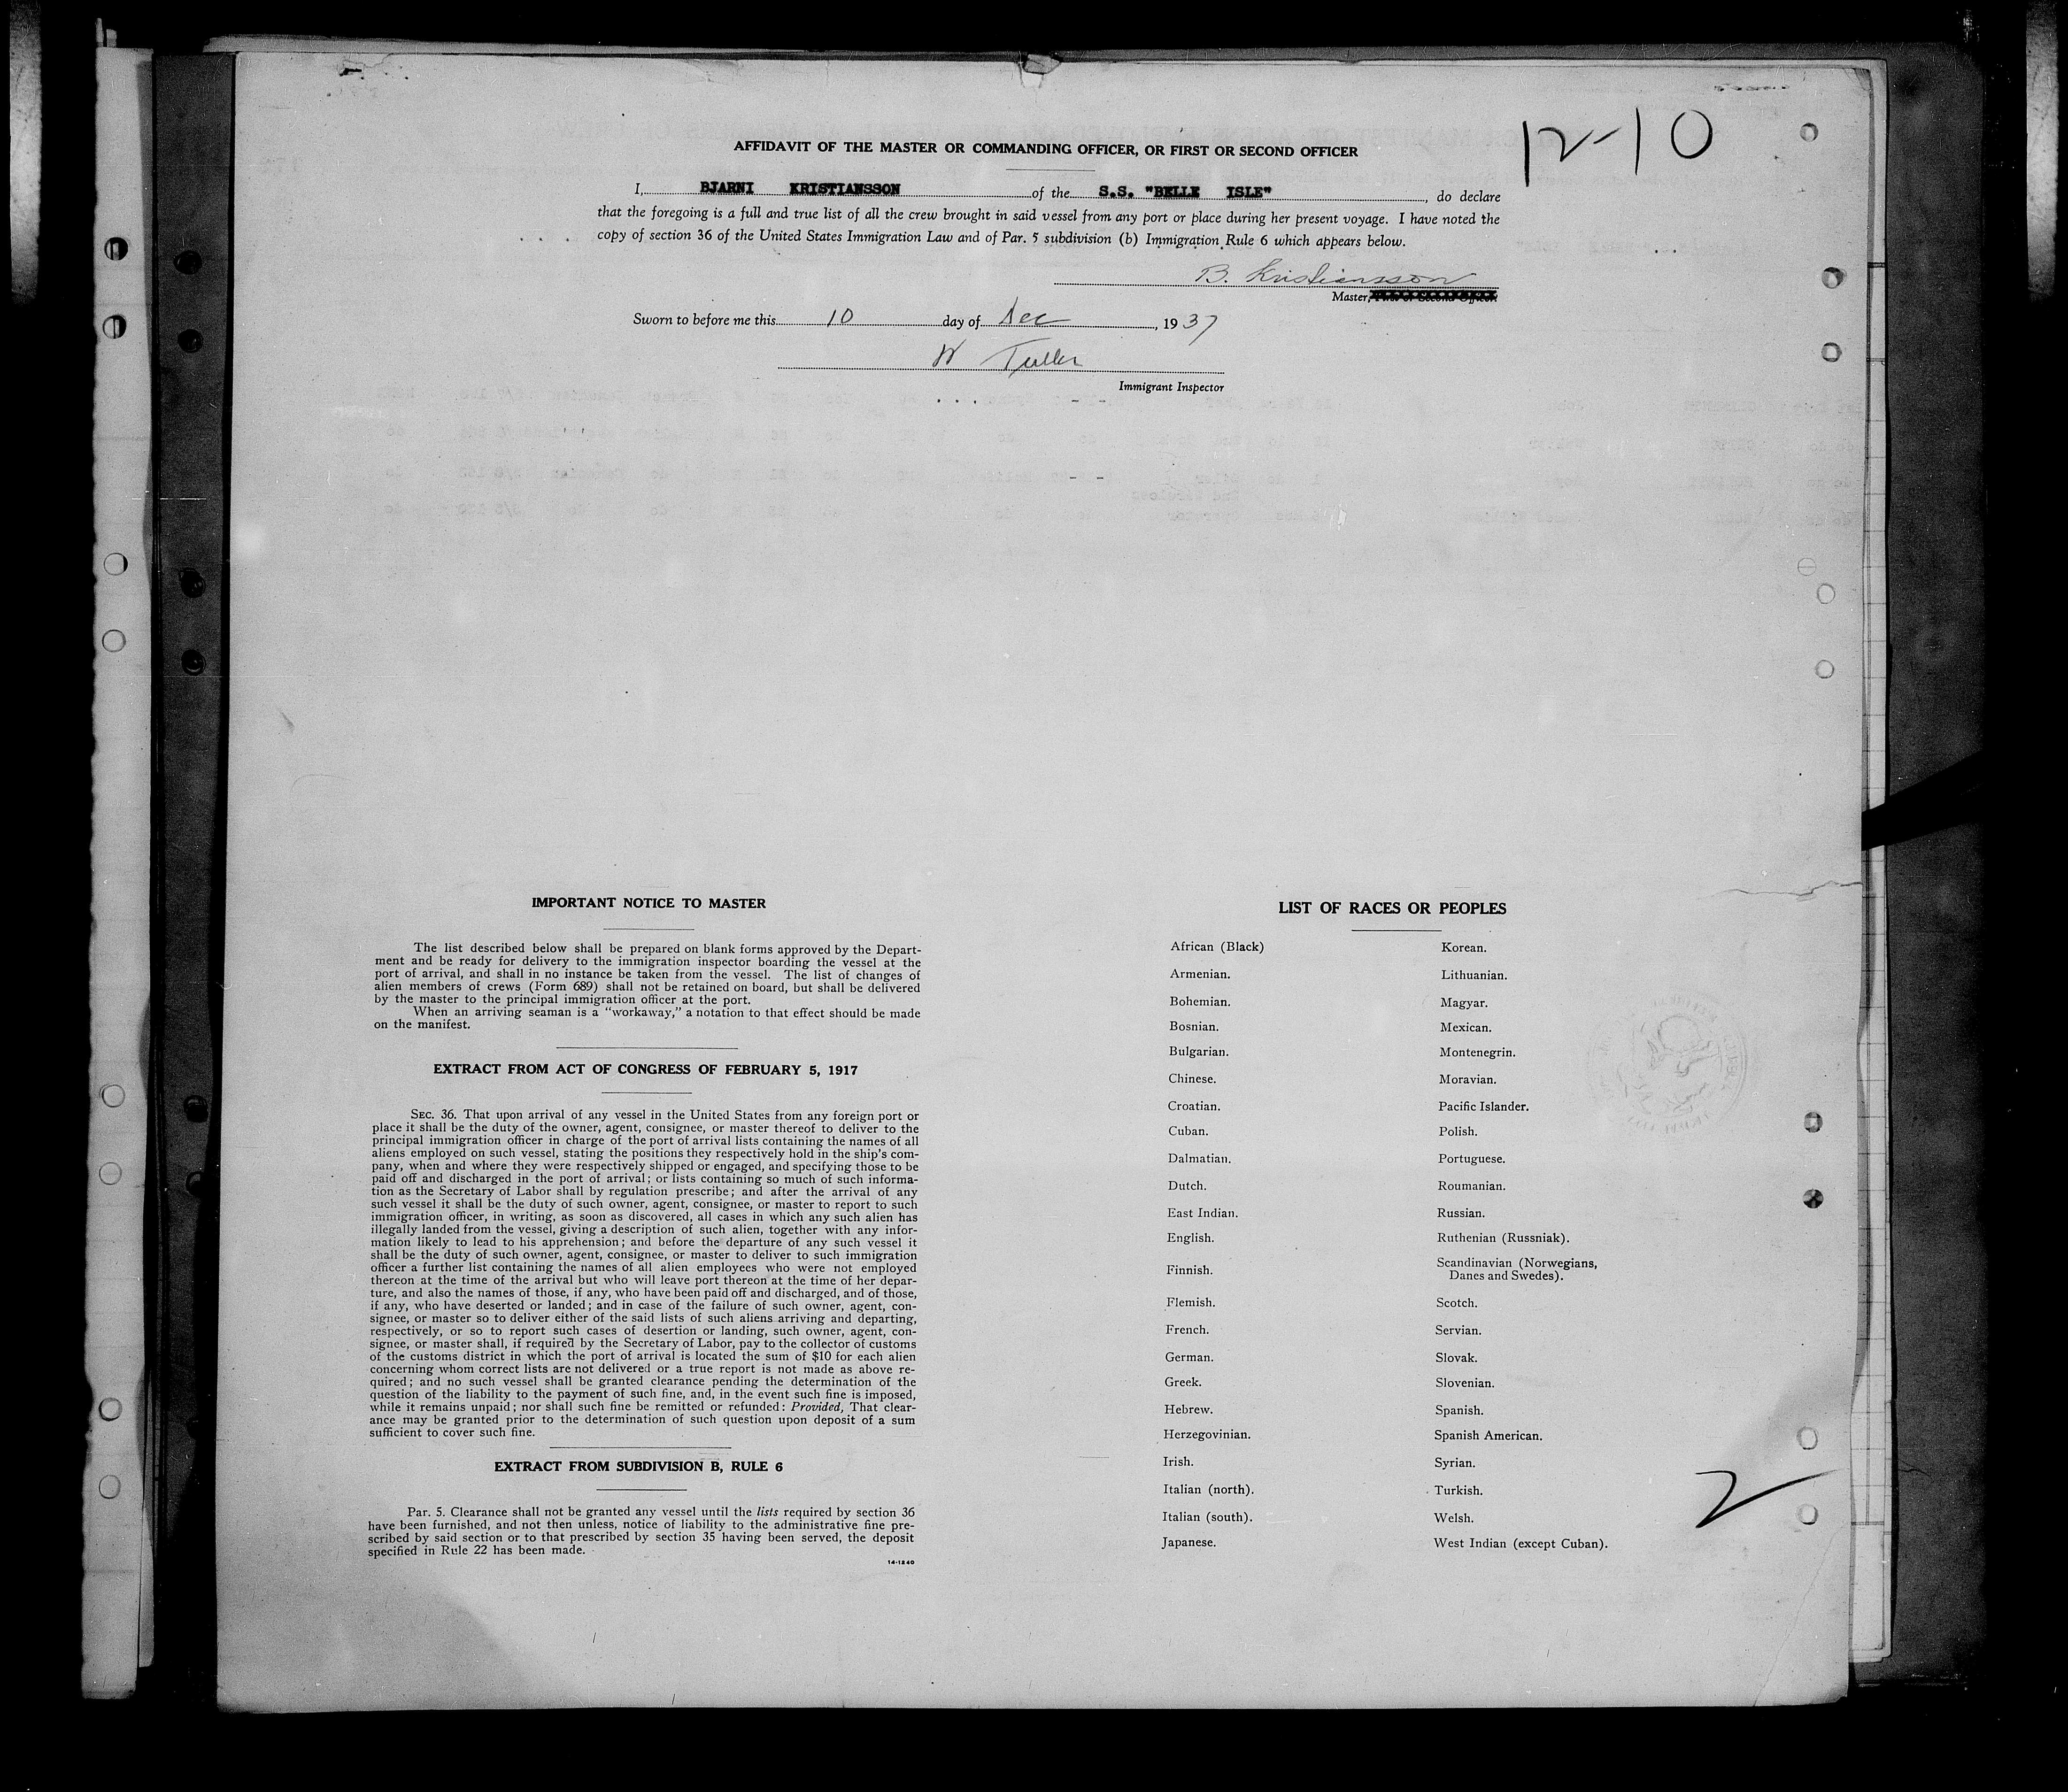 12-10
AFFIDAVIT OF THE MASTER OR COMMANDING OFFICER, OR FIRST OR SECOND OFFICER
I, BJARNI KRISTIANSSON of the S.S. "BELLE ISLE", do declare
that the foregoing is a full and true list of all the crew brought in said vessel from any port or place during her present voyage. I have noted the
copy of section 36 of the United States Immigration Law and of Par. 5 subdivision (b) Immigration Rule 6 which appears below.
B. Kristiansson
Master, First or Second Officer.
Sworn to before me this 10 day of Dec, 1937
W Tuller
Immigrant Inspector
IMPORTANT NOTICE TO MASTER
The list described below shall be prepared on blank forms approved by the Depart-
ment and be ready for delivery to the immigration inspector boarding the vessel at the
port of arrival, and shall in no instance be taken from the vessel. The list of changes of
alien members of crews (Form 689) shall not be retained on board, but shall be delivered
by the master to the principal immigration officer at the port.
When an arriving seaman is a "workaway," a notation to that effect should be made
on the manifest.
EXTRACT FROM ACT OF CONGRESS OF FEBRUARY 5, 1917
SEC. 36. That upon arrival of any vessel in the United States from any foreign port or
place it shall be the duty of the owner, agent, consignee, or master thereof to deliver to the
principal immigration officer in charge of the port of arrival lists containing the names of all
aliens employed on such vessel, stating the positions they respectively hold in the ship's com-
pany, when and where they were respectively shipped or engaged, and specifying those to be
paid off and discharged in the port of arrival; or lists containing so much of such informa-
tion as the Secretary of Labor shall by regulation prescribe; and after the arrival of any
such vessel it shall be the duty of such owner, agent, consignee, or master to report to such
immigration officer, in writing, as soon as discovered, all cases in which any such alien has
illegally landed from the vessel, giving a description of such alien, together with any infor-
mation likely to lead to his apprehension; and before the departure of any such vessel it
shall be the duty of such owner, agent, consignee, or master to deliver to such immigration
officer a further list containing the names of all alien employees who were not employed
thereon at the time of the arrival but who will leave port thereon at the time of her depar-
ture, and also the names of those, if any, who have been paid off and discharged, and of those,
if any, who have deserted or landed; and in case of the failure of such owner, agent, con-
signee, or master so to deliver either of the said lists of such aliens arriving and departing,
respectively, or so to report such cases of desertion or landing, such owner, agent, con-
signee, or master shall, if required by the Secretary of Labor, pay to the collector of customs
of the customs district in which the port of arrival is located the sum of $10 for each alien
concerning whom correct lists are not delivered or a true report is not made as above re-
quired; and no such vessel shall be granted clearance pending the determination of the
question of the liability to the payment of such fine, and, in the event such fine is imposed,
while it remains unpaid; nor shall such fine be remitted or refunded: Provided, That clear-
ance may be granted prior to the determination of such question upon deposit of a sum
sufficient to cover such fine.
EXTRACT FROM SUBDIVISION B, RULE 6
Par. 5. Clearance shall not be granted any vessel until the lists required by section 36
have been furnished, and not then unless, notice of liability to the administrative fine pre-
scribed by said section or to that prescribed by section 35 having been served, the deposit
specified in Rule 22 has been made.
14-1240
LIST OF RACES OR PEOPLES
African (Black)
Armenian.
Bohemian.
Bosnian.
Bulgarian.
Chinese.
Croatian.
Cuban.
Dalmatian.
Dutch.
East Indian.
English.
Finnish.
Flemish.
French.
German.
Greek.
Hebrew.
Herzegovinian.
Irish.
Italian (north).
Italian (south).
Japanese.
Korean.
Lithuanian.
Magyar.
Mexican.
Montenegrin.
Moravian.
Pacific Islander.
Polish.
Portuguese.
Roumanian.
Russian.
Ruthenian (Russniak).
Scandinavian (Norwegians,
Danes and Swedes).
Scotch.
Servian.
Slovak.
Slovenian.
Spanish.
Spanish American.
Syrian.
Turkish.
Welsh.
West Indian (except Cuban).
2